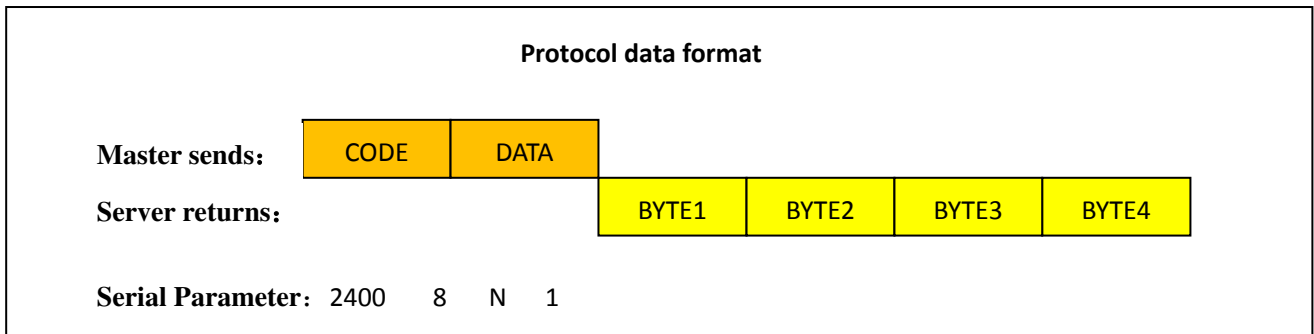 Protocol data format
Master sends： CODE DATA
Server returns： BYTE1 BYTE2 BYTE3 BYTE4
Serial Parameter：2400 8 N 1